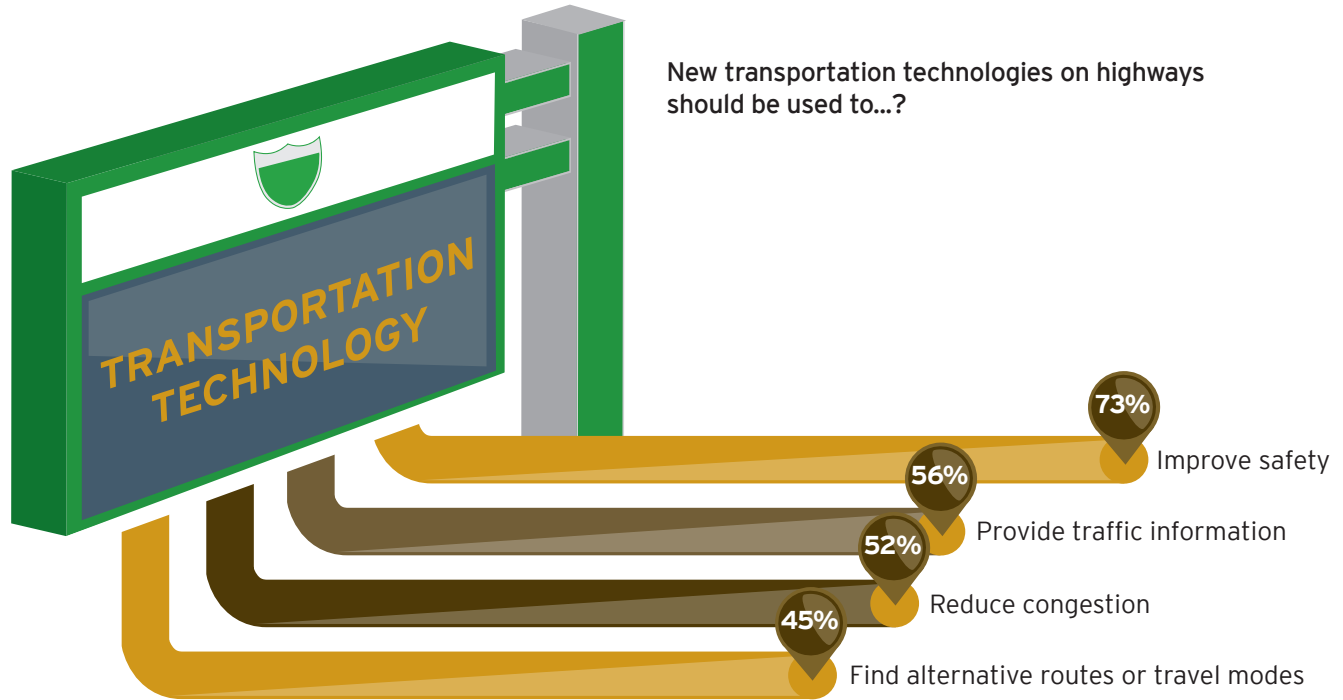 New transportation technologies on highways
should be used to...?
TRANSPORTATION
TECHNOLOGY
73%
Improve safety
56%
Provide traffic information
52%
Reduce congestion
45%
Find alternative routes or travel modes